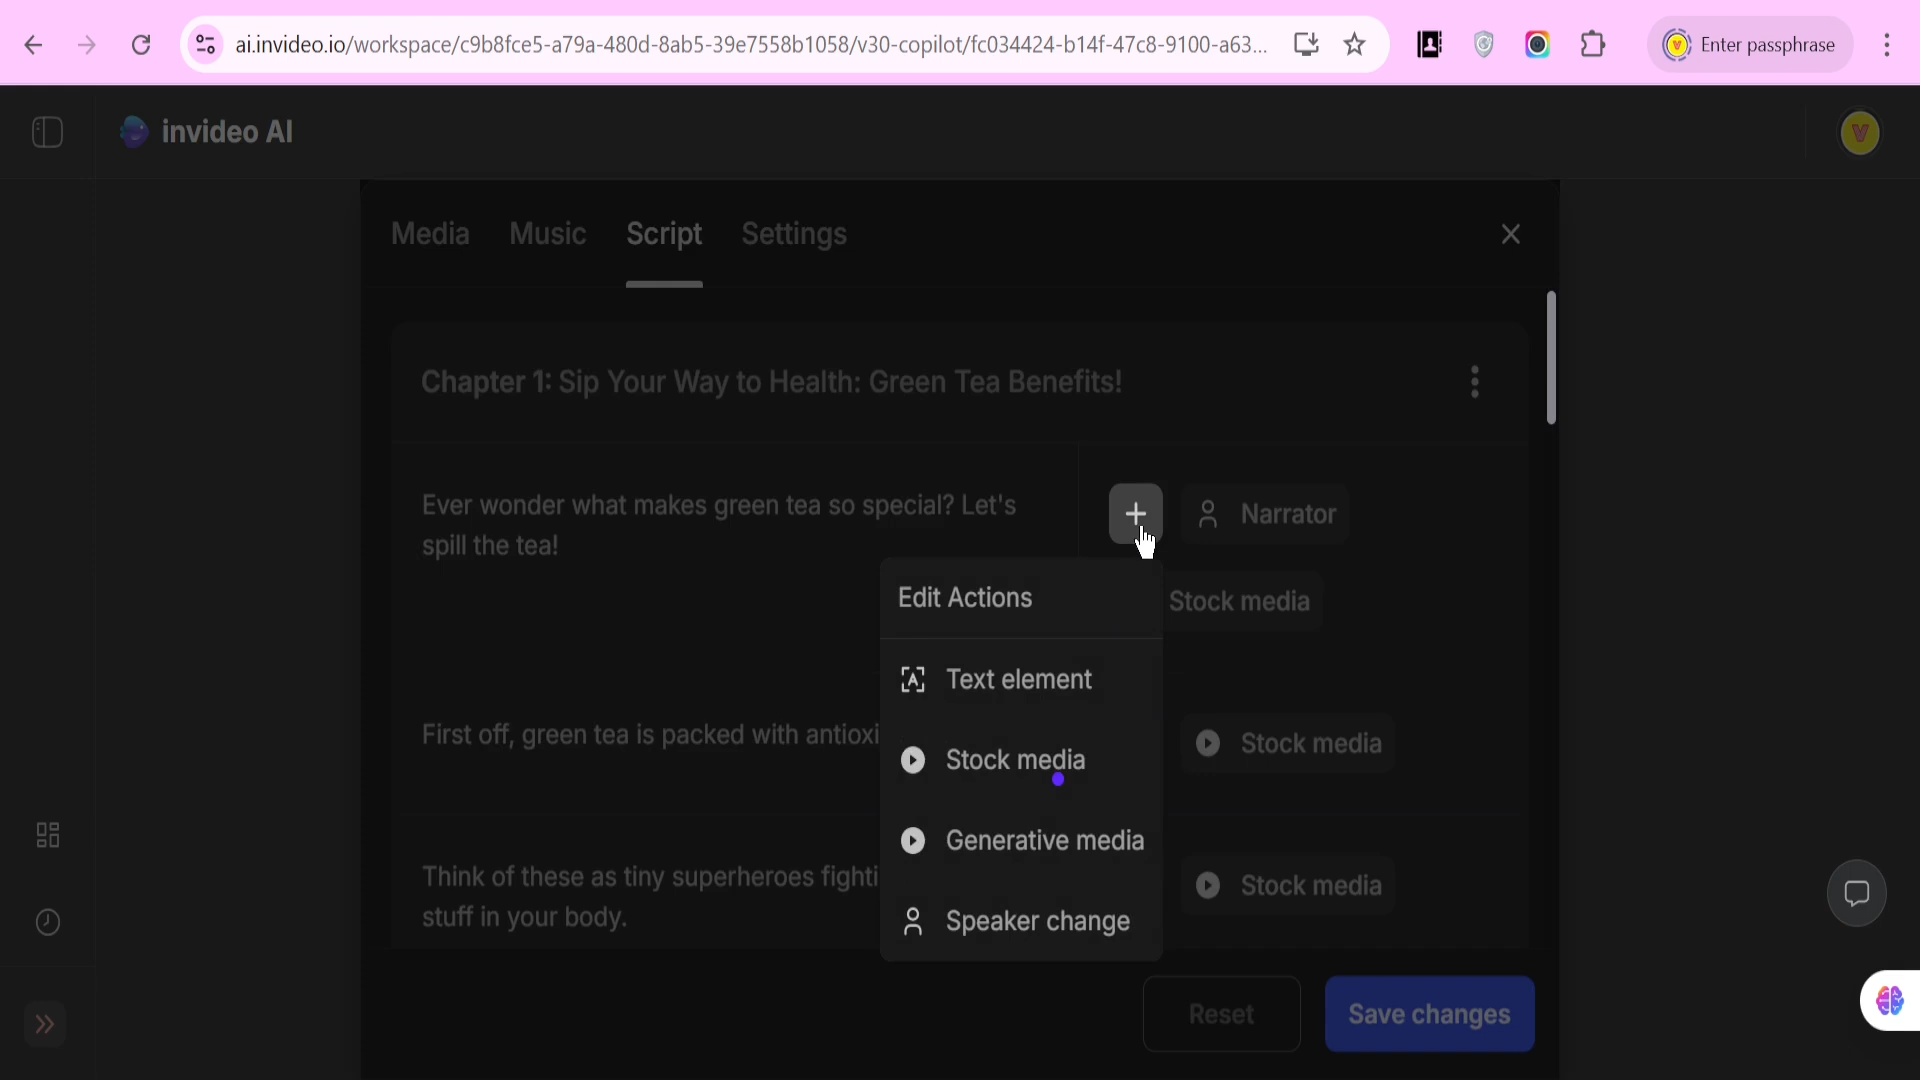 ai.invideo.io/workspace/c9b8fce5-a79a-480d-8ab5-39e7558b1058/v30-copilot/fc034424-b14f-47c8-9100-a63...
Enter passphrase
invideo AI
V
Media Music Script Settings
Chapter 1: Sip Your Way to Health: Green Tea Benefits!
Ever wonder what makes green tea so special? Let's
spill the tea!
Narrator
Stock media
Edit Actions
Text element
Stock media
Generative media
Speaker change
First off, green tea is packed with antioxi
Stock media
Think of these as tiny superheroes fighti
stuff in your body.
Stock media
Reset
Save changes